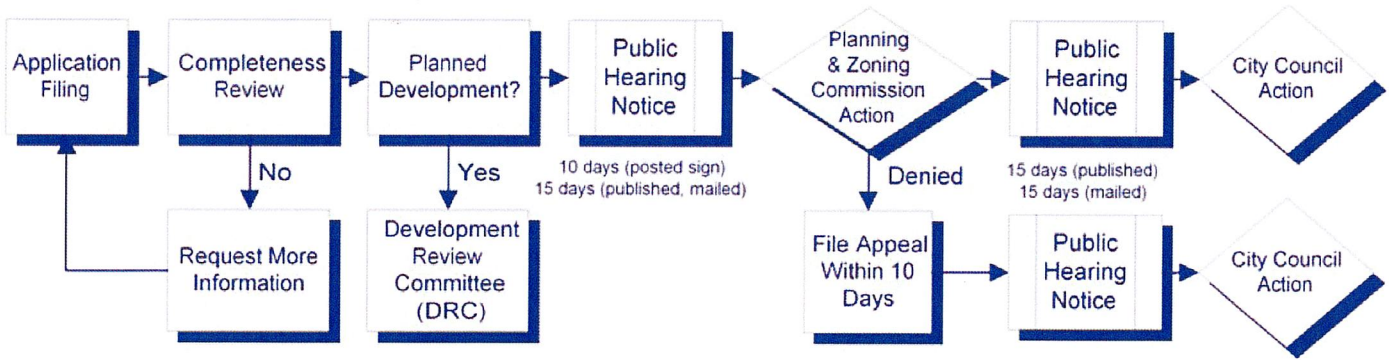 Application
Filing
Completeness
Review
Planned
Development?
Public
Hearing
Notice
Planning
& Zoning
Commission
Action
Public
Hearing
Notice
City Council
Action
No
Yes
10 days (posted sign)
15 days (published, mailed)
Denied
15 days (published)
15 days (mailed)
Request More
Information
Development
Review
Committee
(DRC)
File Appeal
Within 10
Days
Public
Hearing
Notice
City Council
Action